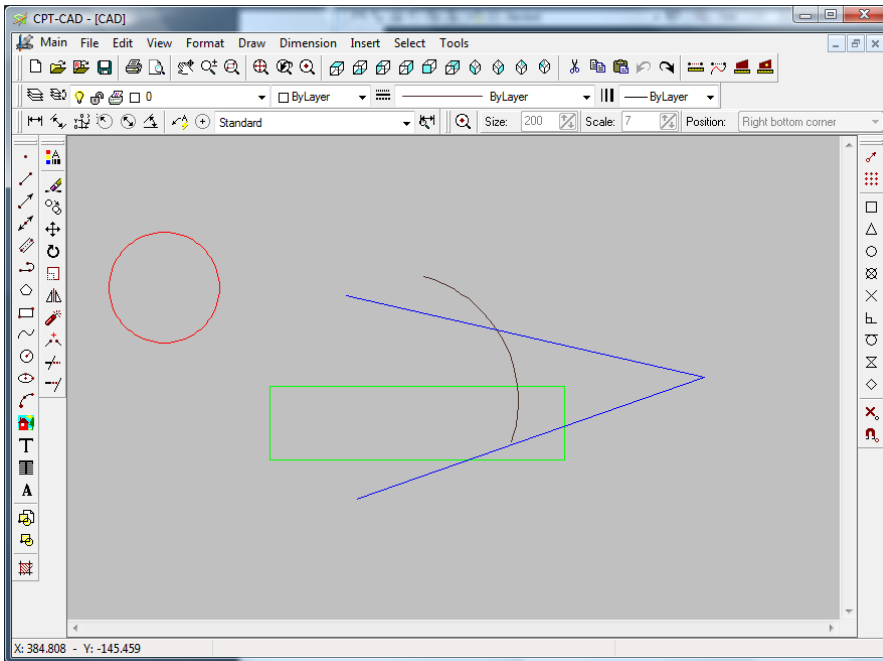 CPT-CAD - [CAD]
Main File Edit View Format Draw Dimension Insert Select Tools
0 ByLayer ByLayer ByLayer
Standard Size: 200 Scale: 7 Position: Right bottom corner
T
T
A
X: 384.808 - Y: -145.459